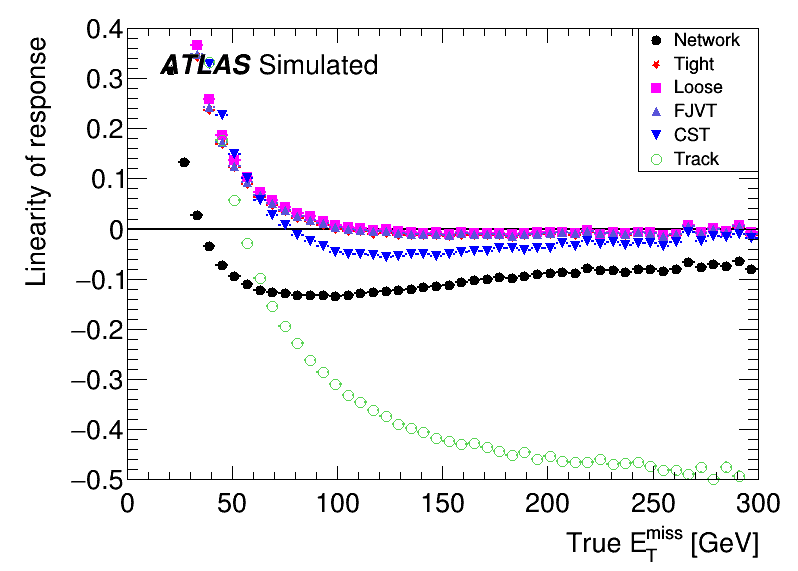 Linearity of response
0.4
0.3
0.2
0.1
0
−0.1
−0.2
−0.3
−0.4
−0.5
ATLAS Simulated
Network
Tight
Loose
FJVT
CST
Track
0 50 100 150 200 250 300
True E_T^miss [GeV]